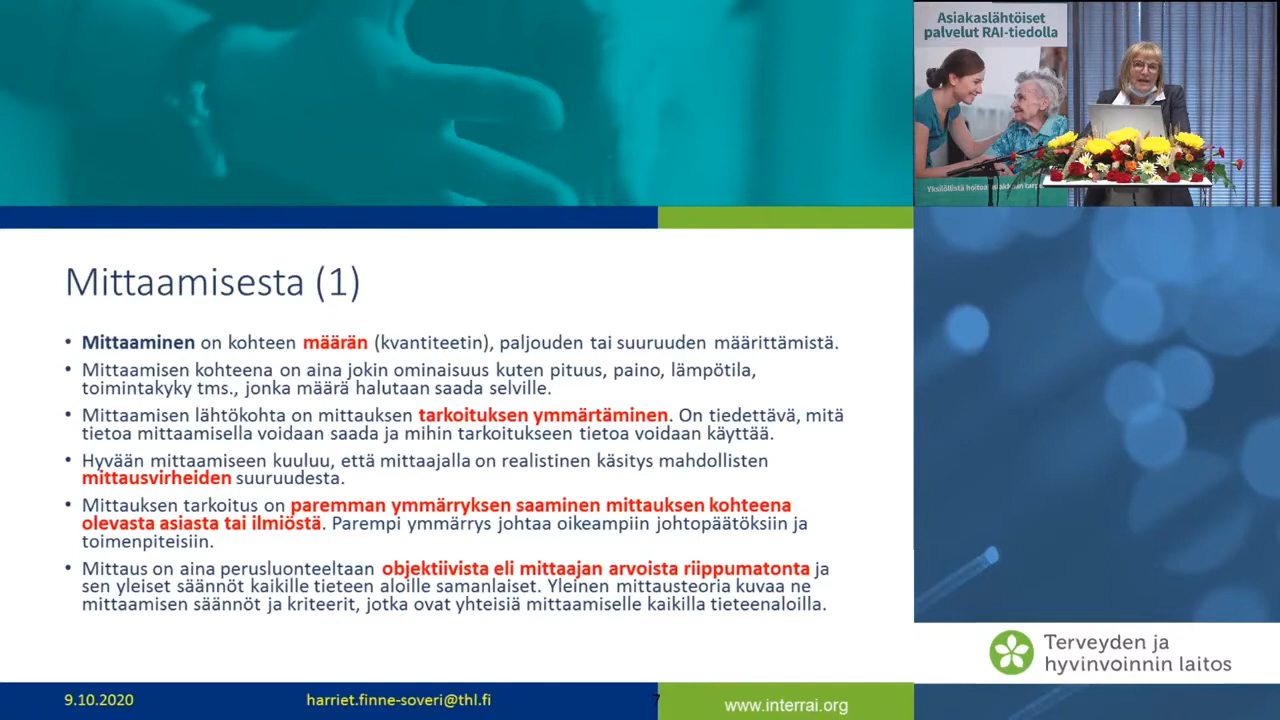 Asiakaslähtöiset
palvelut RAI-tiedolla
Yksilöllistä hoitoa
Mittaamisesta (1)
• Mittaaminen on kohteen määrän (kvantiteetin), paljouden tai suuruuden määrittämistä.
• Mittaamisen kohteena on aina jokin ominaisuus kuten pituus, paino, lämpötila,
toimintakyky tms., jonka määrä halutaan saada selville.
• Mittaamisen lähtökohta on mittauksen tarkoituksen ymmärtäminen. On tiedettävä, mitä
tietoa mittaamisella voidaan saada ja mihin tarkoitukseen tietoa voidaan käyttää.
• Hyvään mittaamiseen kuuluu, että mittaajalla on realistinen käsitys mahdollisten
mittausvirheiden suuruudesta.
• Mittauksen tarkoitus on paremman ymmärryksen saaminen mittauksen kohteena
olevasta asiasta tai ilmiöstä. Parempi ymmärrys johtaa oikeampiin johtopäätöksiin ja
toimenpiteisiin.
• Mittaus on aina perusluonteeltaan objektiivista eli mittaajan arvoista riippumatonta ja
sen yleiset säännöt kaikille tieteen aloille samanlaiset. Yleinen mittausteoria kuvaa ne
mittaamisen säännöt ja kriteerit, jotka ovat yhteisiä mittaamiselle kaikilla tieteenaloilla.
Terveyden ja
hyvinvoinnin laitos
9.10.2020
harriet.finne-soveri@thl.fi
7
www.interrai.org